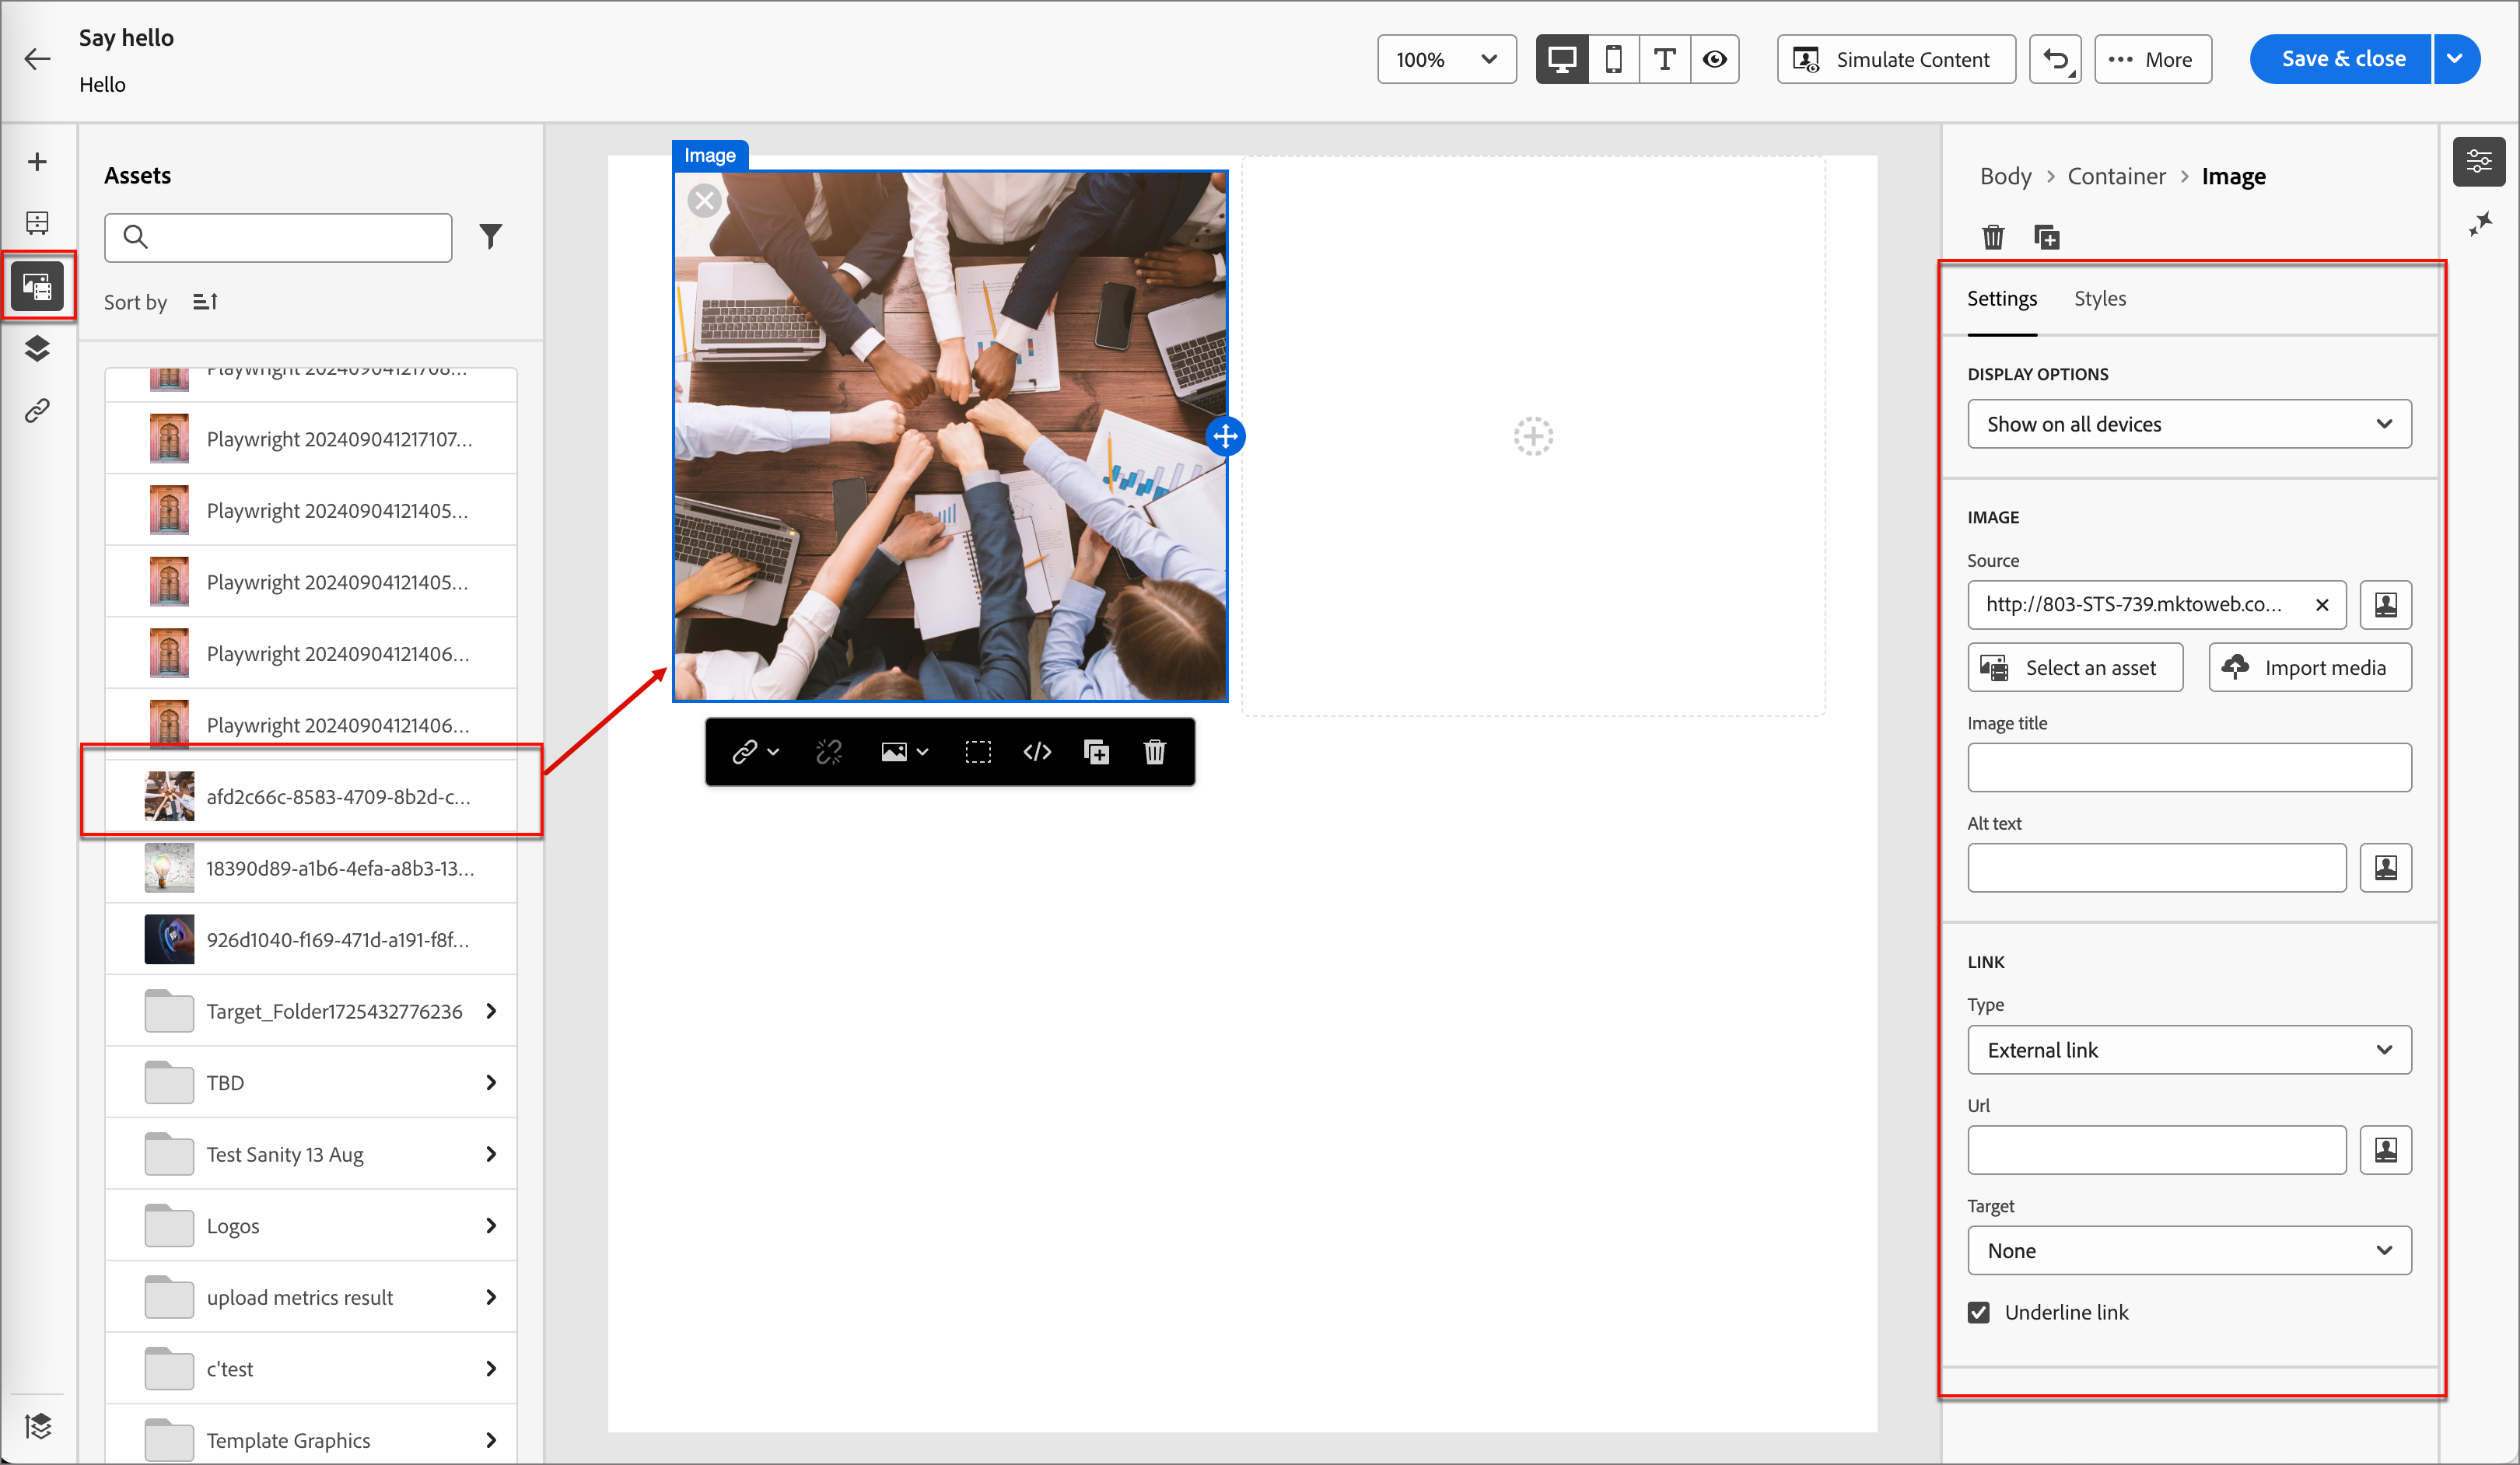 Say hello
Hello
100%
Simulate Content
More
Save & close
Assets
Sort by
Playwright 20240904121708...
Playwright 202409041217107...
Playwright 20240904121405...
Playwright 20240904121405...
Playwright 20240904121406...
Playwright 20240904121406...
afd2c66c-8583-4709-8b2d-c...
18390d89-a1b6-4efa-a8b3-13...
926d1040-f169-471d-a191-f8f...
Target_Folder1725432776236
TBD
Test Sanity 13 Aug
Logos
upload metrics result
c'test
Template Graphics
Image
Body > Container > Image
Settings
Styles
DISPLAY OPTIONS
Show on all devices
IMAGE
Source
http://803-STS-739.mktoweb.co...
Select an asset
Import media
Image title
Alt text
LINK
Type
External link
Url
Target
None
Underline link